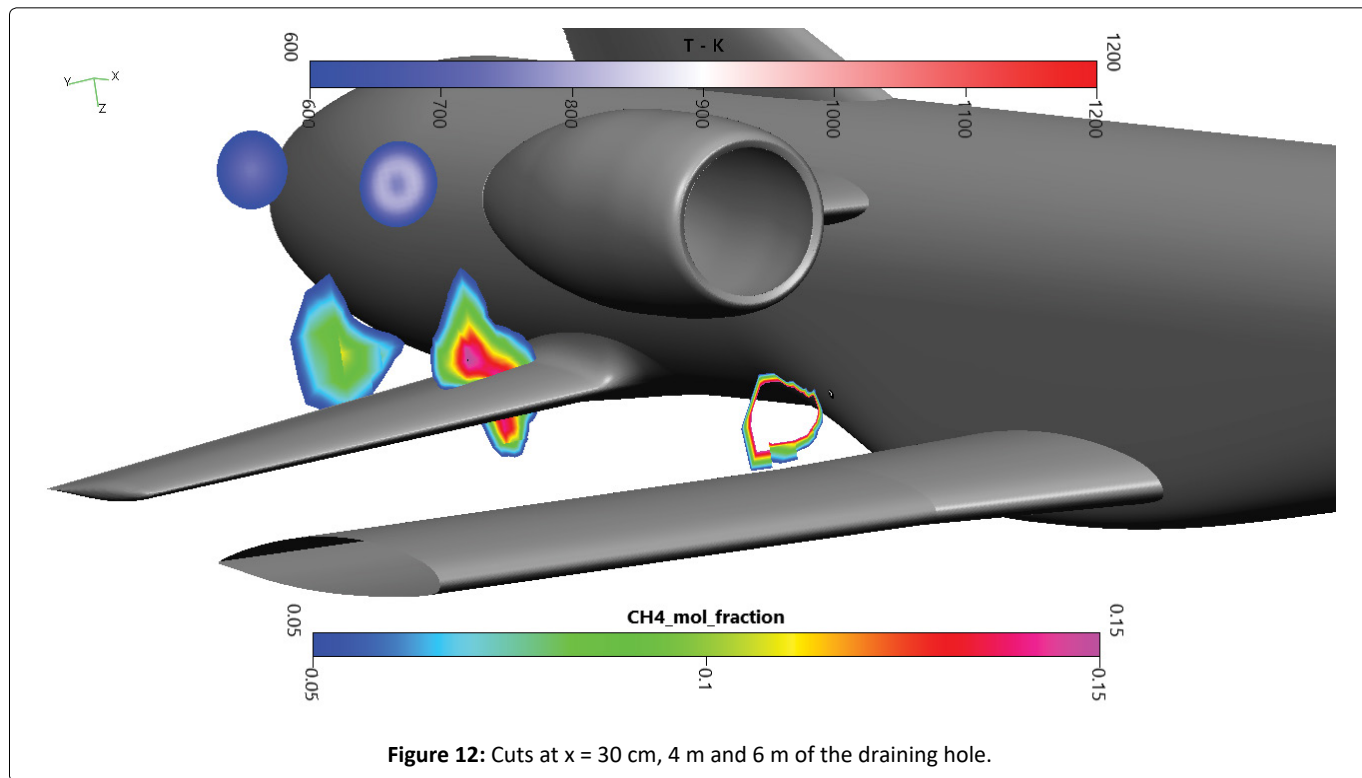 T - K
600
1200
600
700
800
900
1000
1100
1200
Y
X
Z
CH4_mol_fraction
0.05
0.15
0.05
0.1
0.15
Figure 12: Cuts at x = 30 cm, 4 m and 6 m of the draining hole.